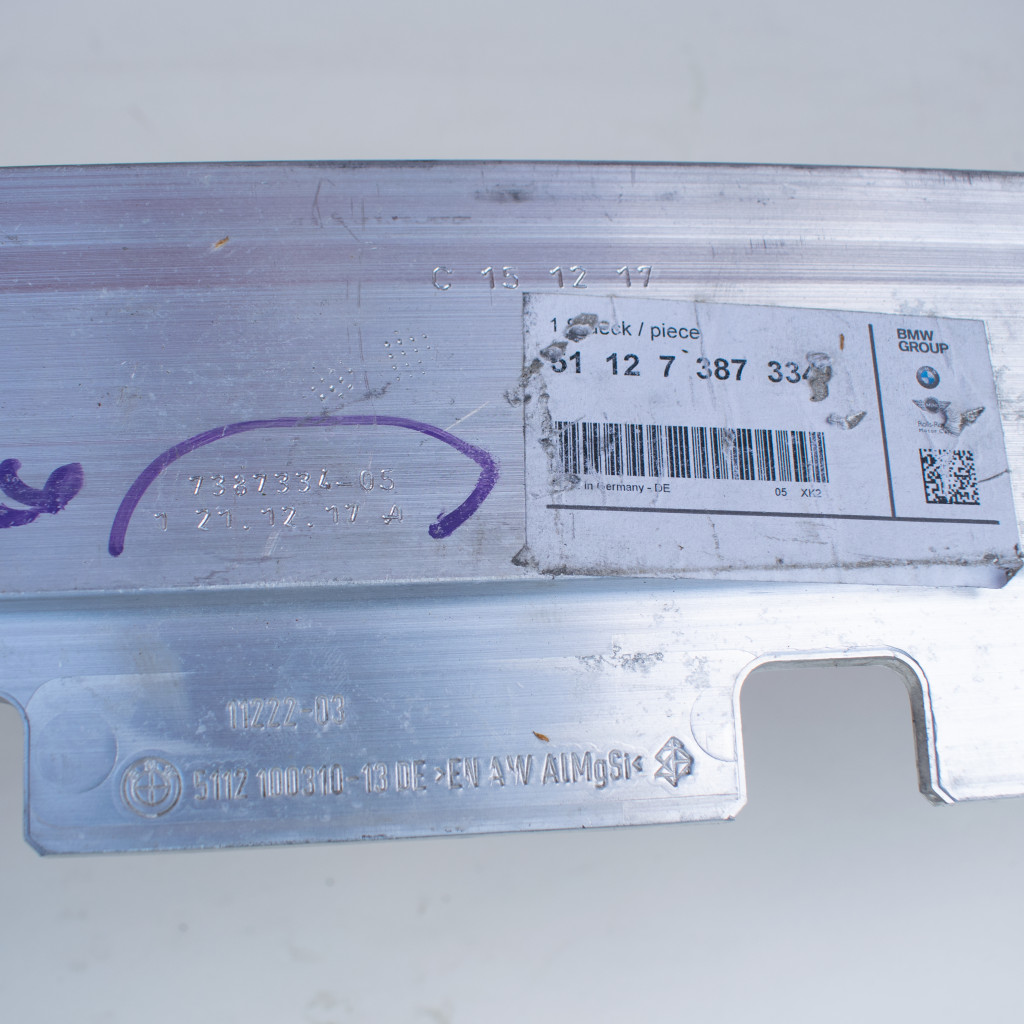 C 15 12 17
1 / piece
51 12 7 387 334
BMW
GROUP
in Germany - DE
05 XK2
7387334-05
1 21.12.17 A
11222-03
5112 100310-13 DE >EN AW AlMgSi<